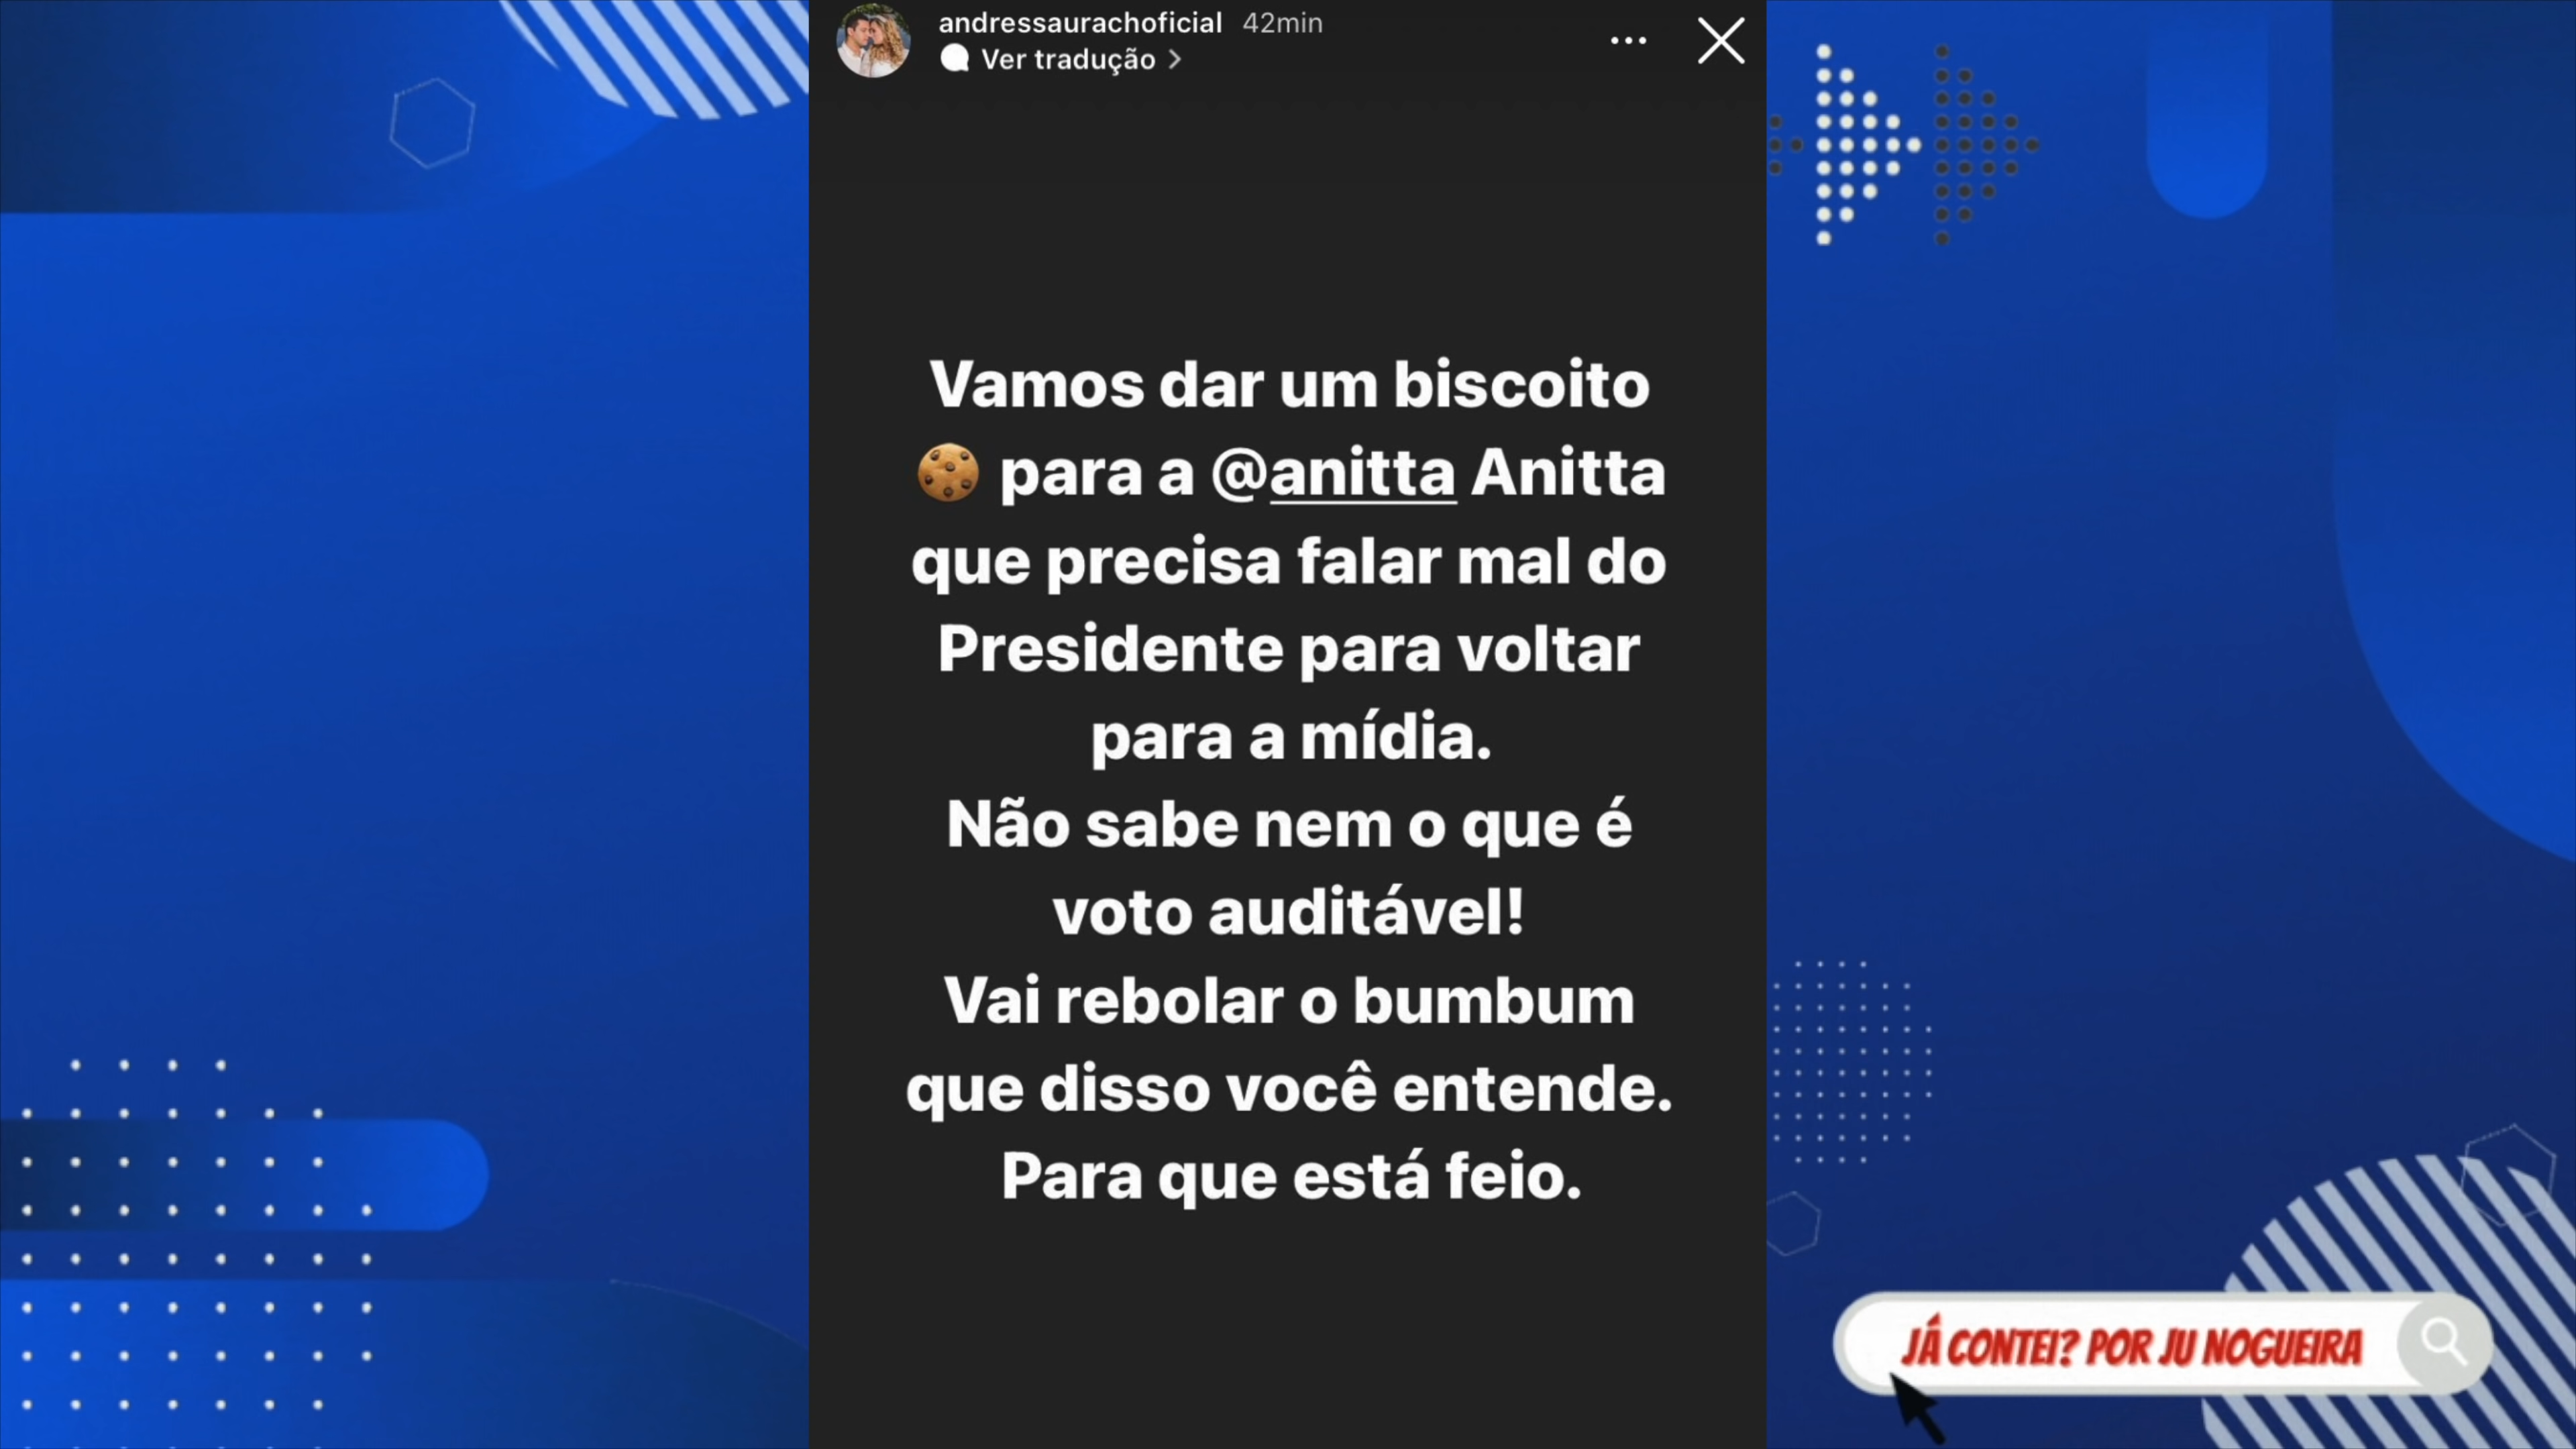 andressaurachoficial 42min
Ver tradução >
Vamos dar um biscoito
🍪 para a @anitta Anitta
que precisa falar mal do
Presidente para voltar
para a mídia.
Não sabe nem o que é
voto auditável!
Vai rebolar o bumbum
que disso você entende.
Para que está feio.
JÁ CONTEI? POR JU NOGUEIRA